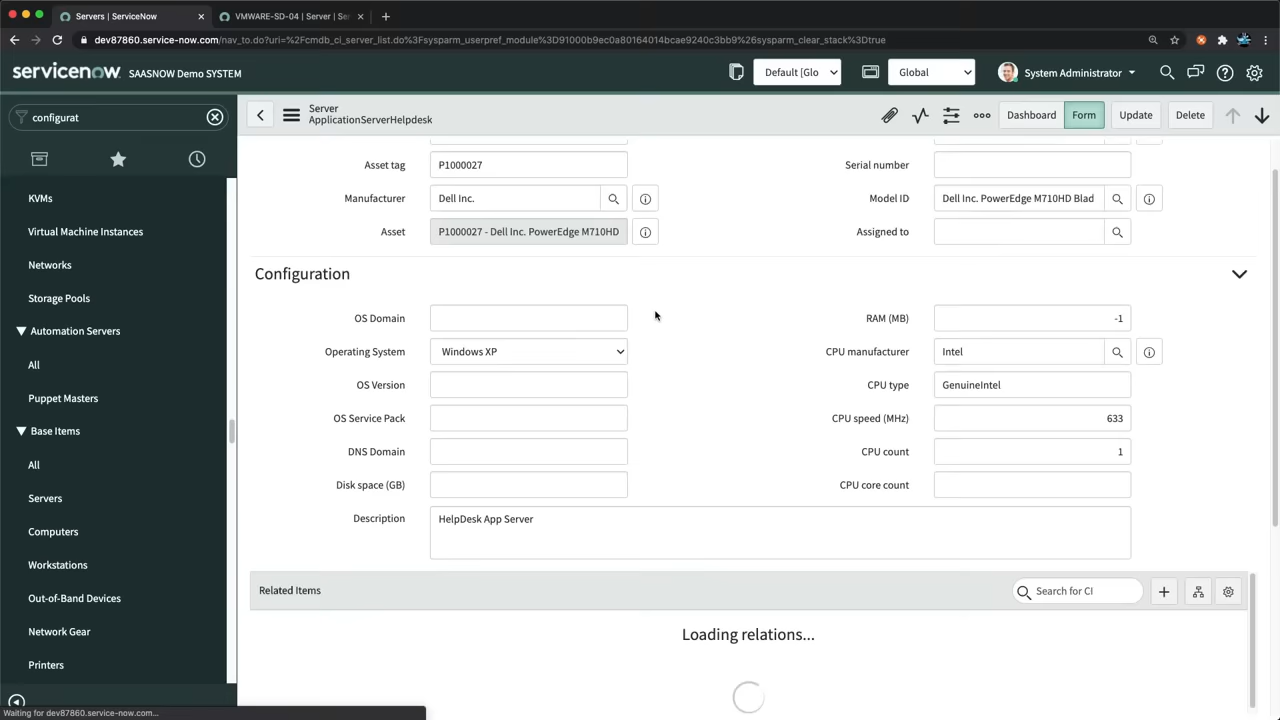 Servers | ServiceNow
VMWARE-SD-04 | Server | Se
dev87860.service-now.com/nav_to.do?uri=%2Fcmdb_ci_server_list.do%3Fsysparm_userpref_module%3D91000b9ec0a80164014bcae9240c3bb9%26sysparm_clear_stack%3Dtrue
servicenow SAASNOW Demo SYSTEM
Default [Glo
Global
System Administrator
configurat
Server
ApplicationServerHelpdesk
Dashboard
Form
Update
Delete
KVMs
Virtual Machine Instances
Networks
Storage Pools
Automation Servers
All
Puppet Masters
Base Items
All
Servers
Computers
Workstations
Out-of-Band Devices
Network Gear
Printers
Asset tag P1000027
Serial number
Manufacturer Dell Inc.
Model ID Dell Inc. PowerEdge M710HD Blad
Asset P1000027 - Dell Inc. PowerEdge M710HD
Assigned to
Configuration
OS Domain
RAM (MB) -1
Operating System Windows XP
CPU manufacturer Intel
OS Version
CPU type GenuineIntel
OS Service Pack
CPU speed (MHz) 633
DNS Domain
CPU count 1
Disk space (GB)
CPU core count
Description HelpDesk App Server
Related Items
Search for CI
Loading relations...
Waiting for dev87860.service-now.com...